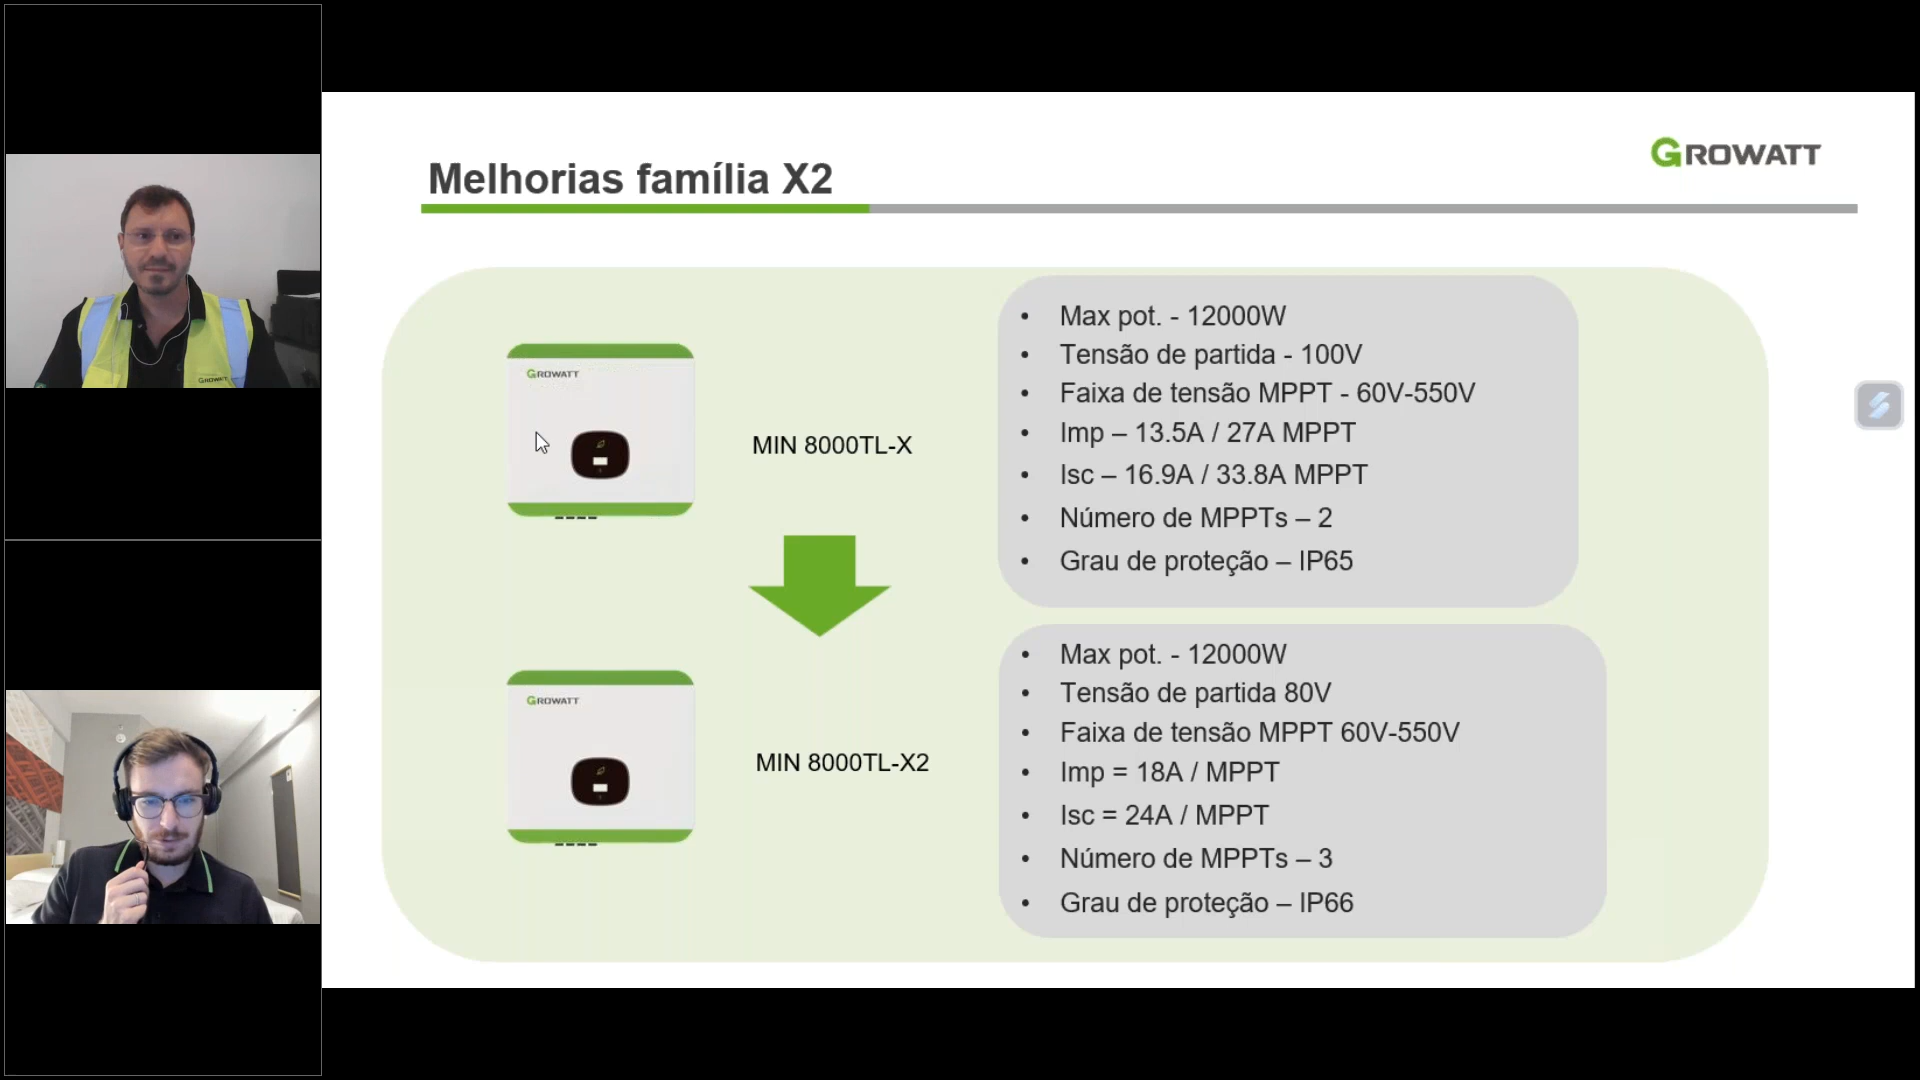 GROWATT
Melhorias família X2
GROWATT
MIN 8000TL-X
• Max pot. - 12000W
• Tensão de partida - 100V
• Faixa de tensão MPPT - 60V-550V
• Imp – 13.5A / 27A MPPT
• Isc – 16.9A / 33.8A MPPT
• Número de MPPTs – 2
• Grau de proteção – IP65
GROWATT
MIN 8000TL-X2
• Max pot. - 12000W
• Tensão de partida 80V
• Faixa de tensão MPPT 60V-550V
• Imp = 18A / MPPT
• Isc = 24A / MPPT
• Número de MPPTs – 3
• Grau de proteção – IP66
GROWATT